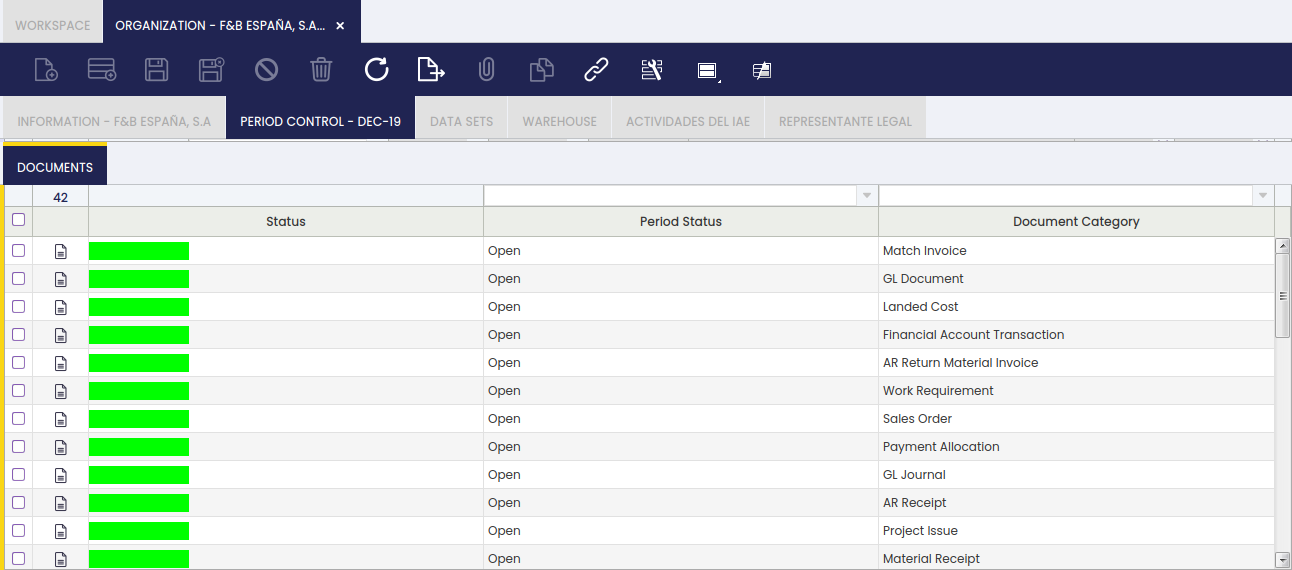 WORKSPACE ORGANIZATION - F&B ESPAÑA, S.A... ×
INFORMATION - F&B ESPAÑA, S.A PERIOD CONTROL - DEC-19 DATA SETS WAREHOUSE ACTIVIDADES DEL IAE REPRESENTANTE LEGAL
DOCUMENTS
42
Status Period Status Document Category
Open Match Invoice
Open GL Document
Open Landed Cost
Open Financial Account Transaction
Open AR Return Material Invoice
Open Work Requirement
Open Sales Order
Open Payment Allocation
Open GL Journal
Open AR Receipt
Open Project Issue
Open Material Receipt